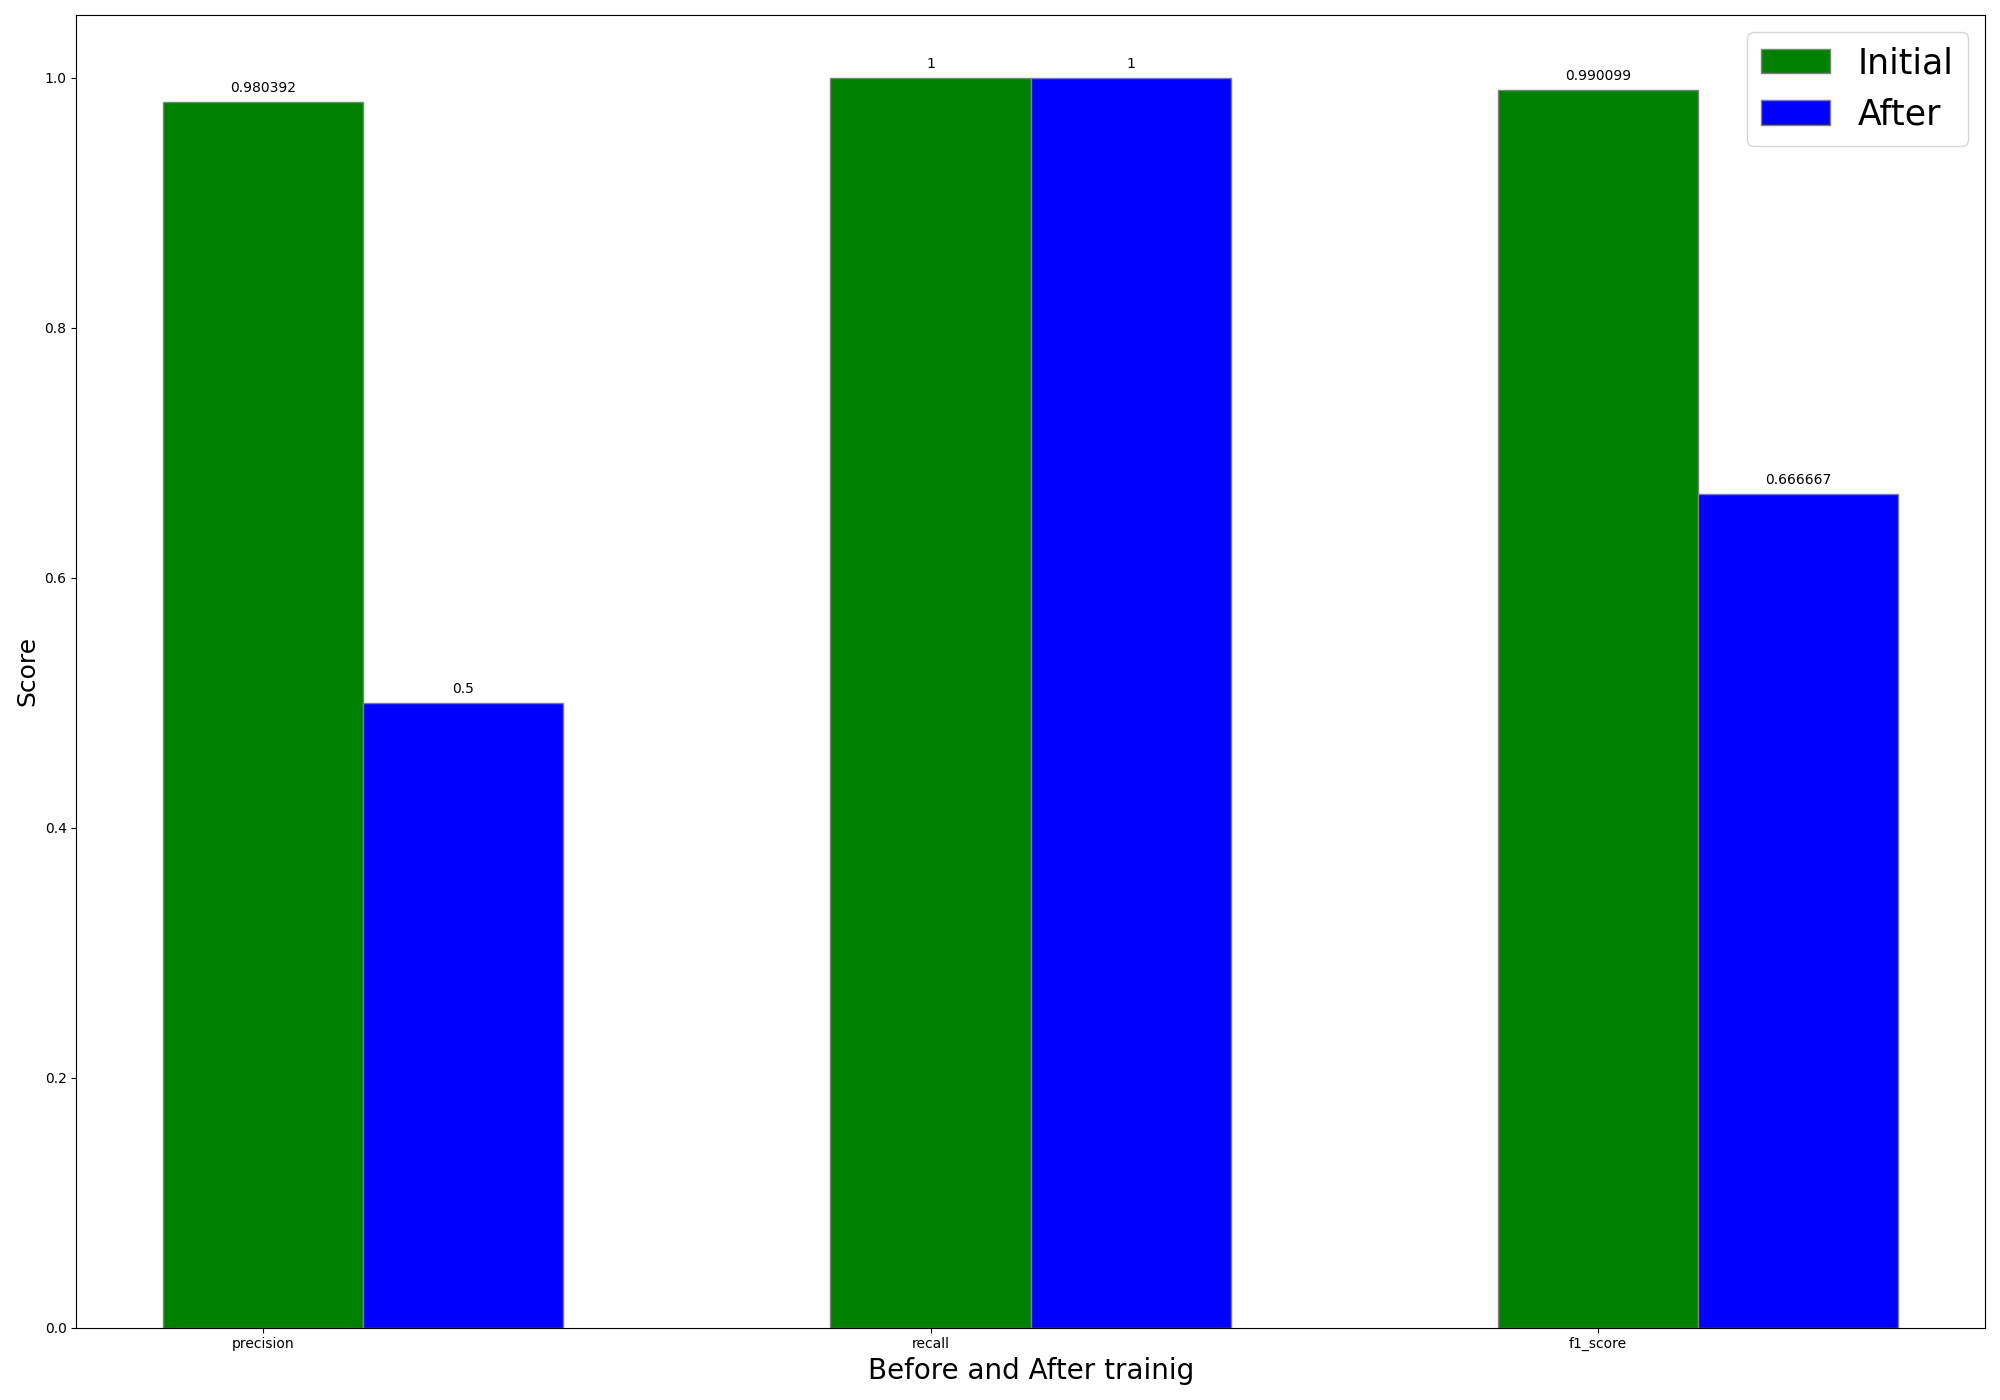 Initial
After
0.980392
0.5
1
1
0.990099
0.666667
1.0
0.8
0.6
0.4
0.2
0.0
Score
precision
recall
f1_score
Before and After trainig